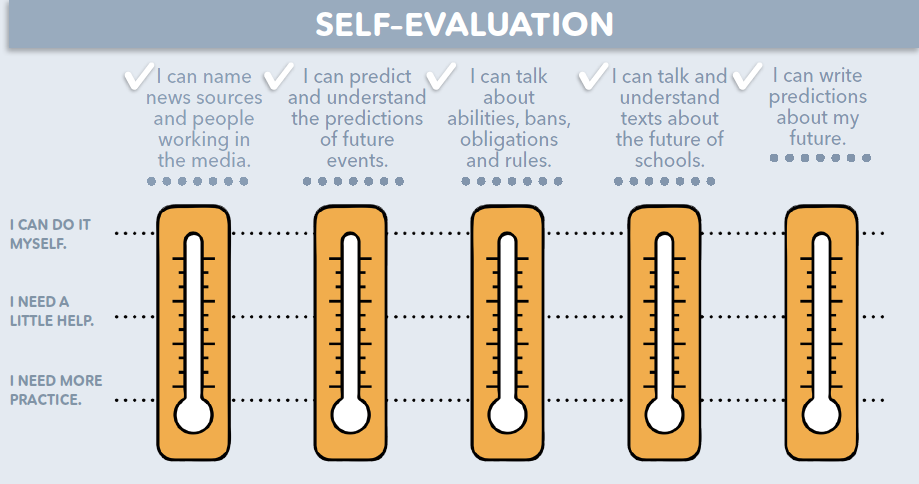 SELF-EVALUATION
I can name
news sources
and people
working in
the media.
I can predict
and understand
the predictions
of future
events.
I can talk
about
abilities, bans,
obligations
and rules.
I can talk and
understand
texts about
the future of
schools.
I can write
predictions
about my
future.
I CAN DO IT
MYSELF.
I NEED A
LITTLE HELP.
I NEED MORE
PRACTICE.